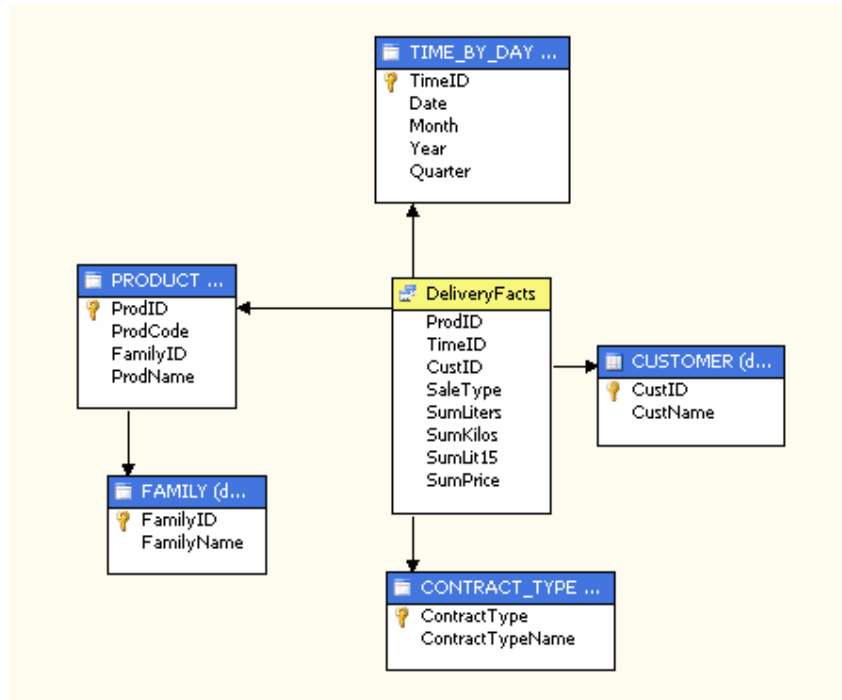 TIME_BY_DAY ...
TimeID
Date
Month
Year
Quarter
PRODUCT ...
ProdID
ProdCode
FamilyID
ProdName
DeliveryFacts
ProdID
TimeID
CustID
SaleType
SumLiters
SumKilos
SumLit15
SumPrice
CUSTOMER (d...
CustID
CustName
FAMILY (d...
FamilyID
FamilyName
CONTRACT_TYPE ...
ContractType
ContractTypeName